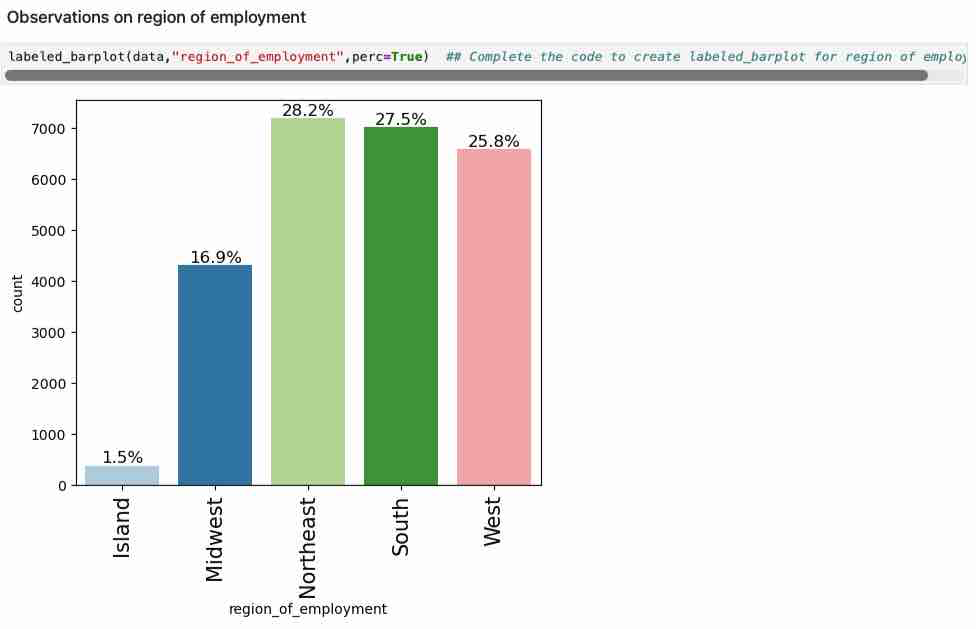 Observations on region of employment
labeled_barplot(data,"region_of_employment",perc=True)  ## Complete the code to create labeled_barplot for region of employ
28.2%
27.5%
25.8%
16.9%
1.5%
7000
6000
5000
4000
3000
2000
1000
0
count
Island
Midwest
Northeast
South
West
region_of_employment